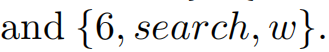 and {6, search, w}.